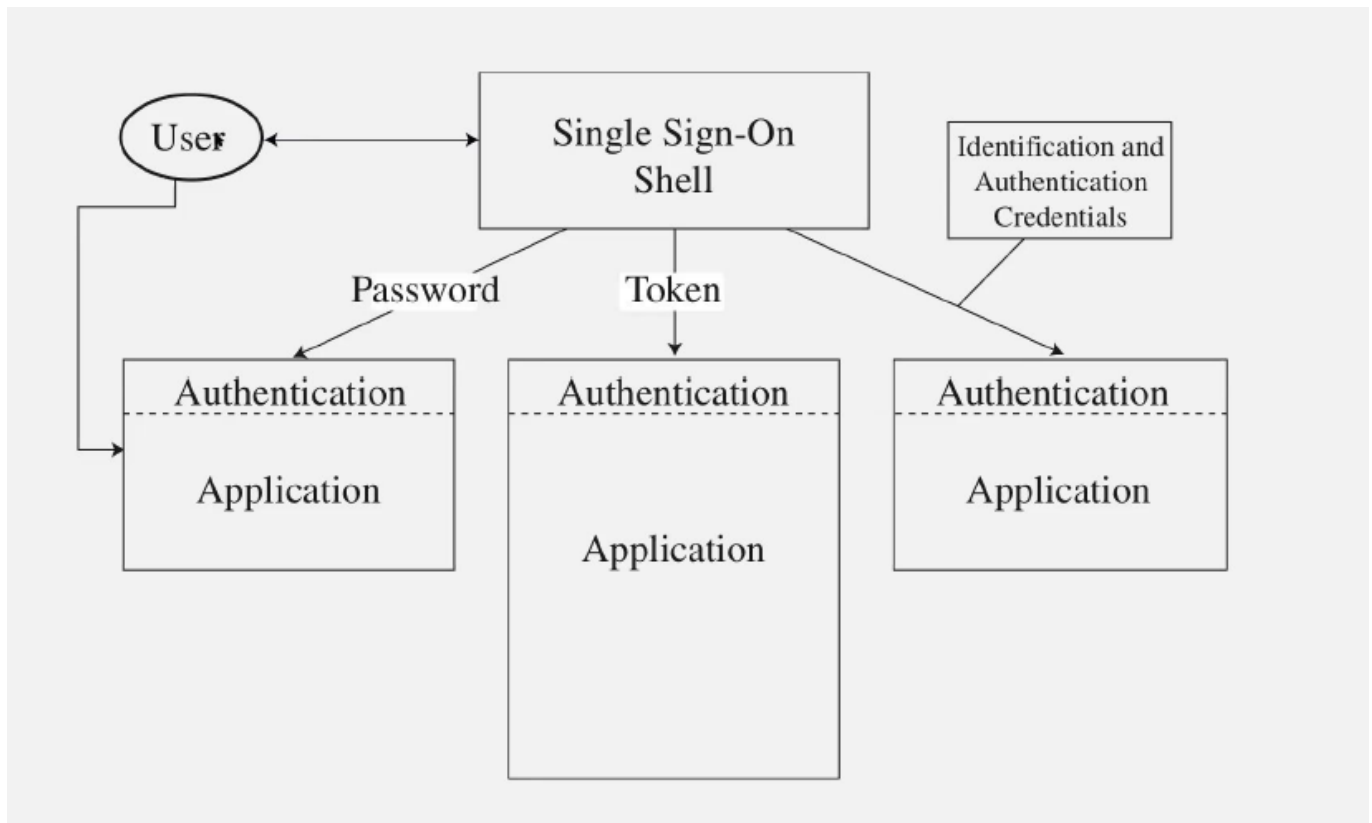 User
Single Sign-On
Shell
Identification and
Authentication
Credentials
Password
Token
Authentication
Authentication
Authentication
Application
Application
Application